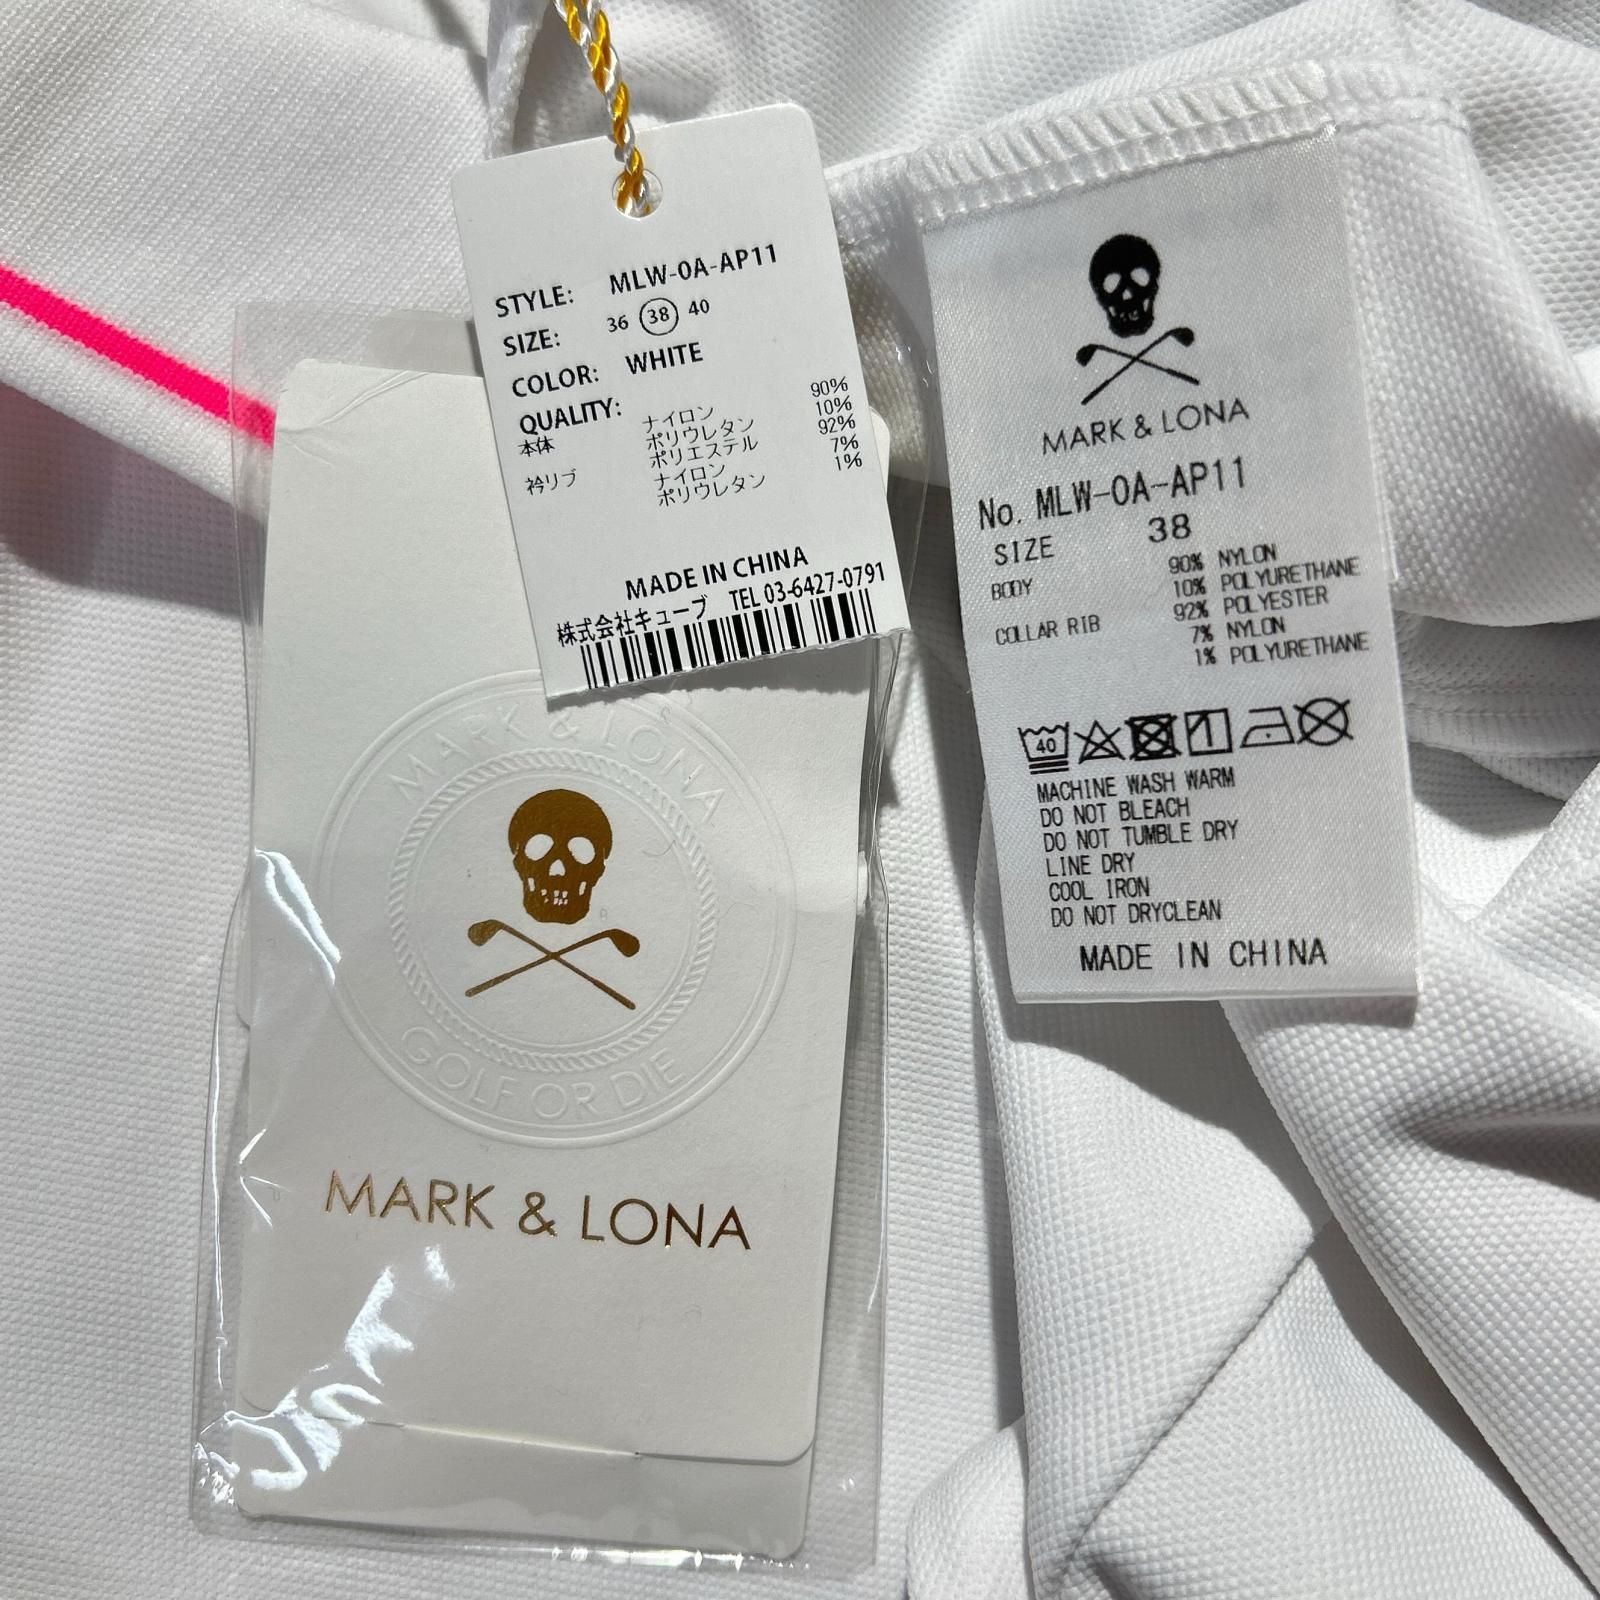 STYLE: MLW-0A-AP11
SIZE: 36 38 40
COLOR: WHITE
QUALITY:
本体 ナイロン 90%
ポリウレタン 10%
衿リブ ポリエステル 92%
ナイロン 7%
ポリウレタン 1%
MADE IN CHINA
株式会社キューブ TEL 03-6427-0791
MARK & LONA
GOLF OR DIE
MARK & LONA
MARK & LONA
No. MLW-0A-AP11
SIZE 38
BODY 90% NYLON
10% POLYURETHANE
COLLAR RIB 92% POLYESTER
7% NYLON
1% POLYURETHANE
40
MACHINE WASH WARM
DO NOT BLEACH
DO NOT TUMBLE DRY
LINE DRY
COOL IRON
DO NOT DRYCLEAN
MADE IN CHINA